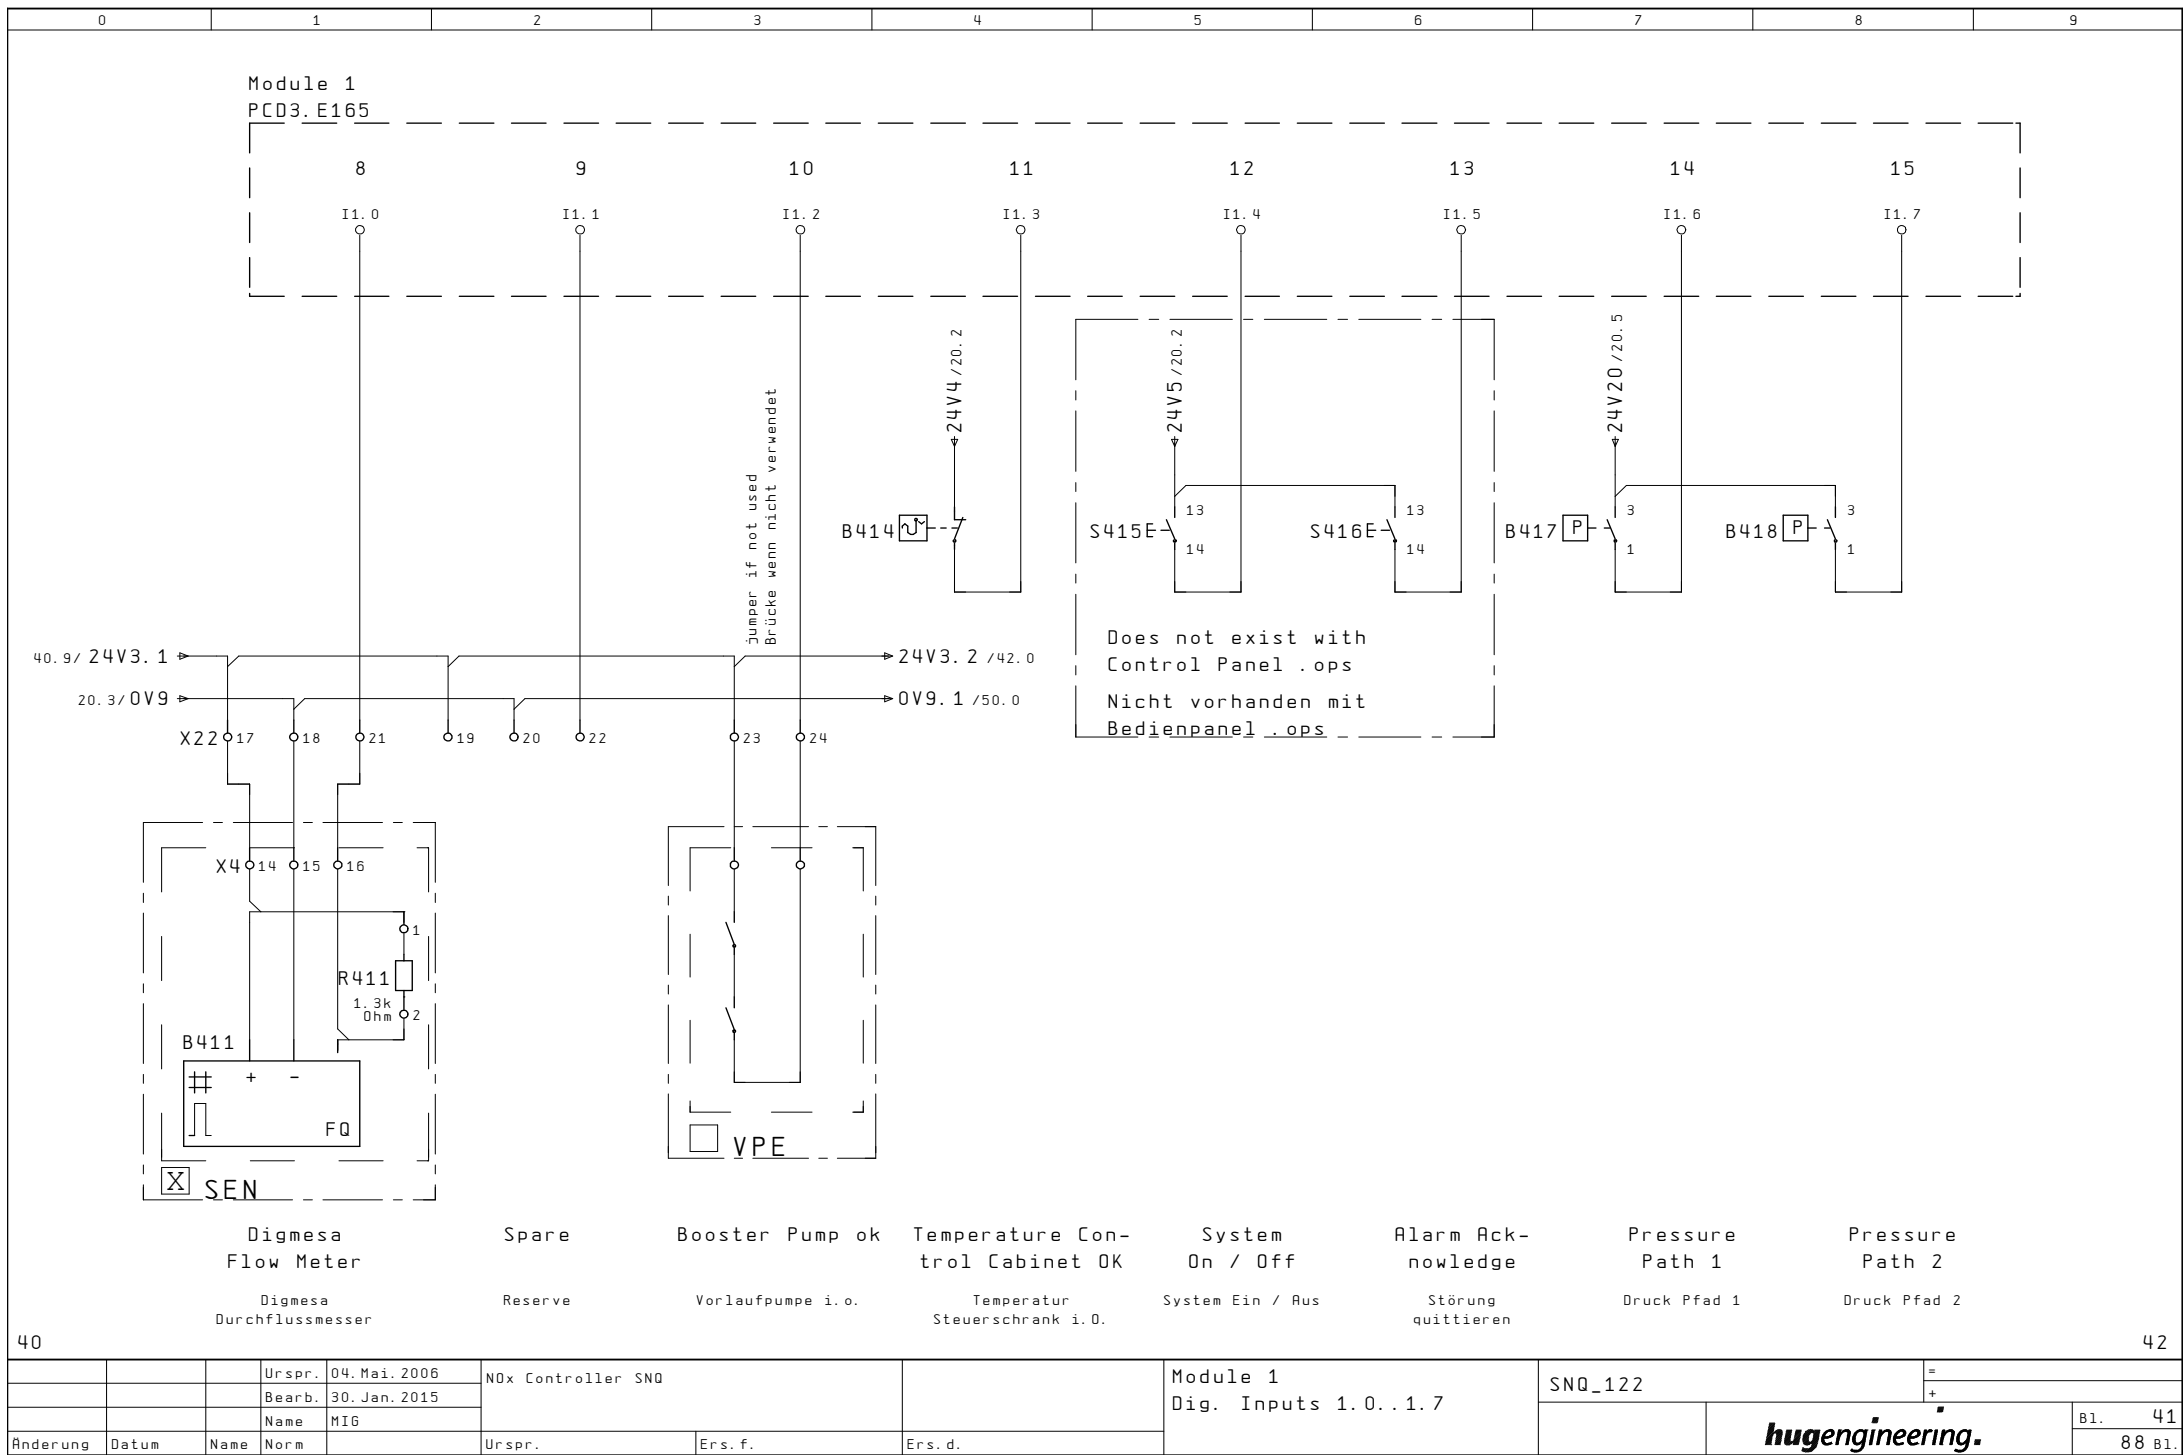 0 1 2 3 4 5 6 7 8 9
Module 1
PCD3.E165
8 9 10 11 12 13 14 15
I1.0 I1.1 I1.2 I1.3 I1.4 I1.5 I1.6 I1.7
24V4/20.2
24V5/20.2
24V20/20.5
jumper if not used
Brücke wenn nicht verwendet
B414
S415E 13 14
S416E 13 14
B417 P 3 1
B418 P 3 1
Does not exist with
Control Panel .ops
Nicht vorhanden mit
Bedienpanel .ops
40.9/ 24V3.1
24V3.2 /42.0
20.3/0V9
0V9.1 /50.0
X22 17 18 21 19 20 22 23 24
X4 14 15 16
1
R411
1.3k
Ohm 2
B411
+ -
FQ
X SEN
VPE
Digmesa
Flow Meter
Spare
Booster Pump ok
Temperature Con-
trol Cabinet OK
System
On / Off
Alarm Ack-
nowledge
Pressure
Path 1
Pressure
Path 2
Digmesa
Durchflussmesser
Reserve
Vorlaufpumpe i.o.
Temperatur
Steuerschrank i.O.
System Ein / Aus
Störung
quittieren
Druck Pfad 1
Druck Pfad 2
40
42
Urspr. 04.Mai.2006
Bearb. 30.Jan.2015
Name MIG
Änderung Datum Name Norm
NOx Controller SNQ
Urspr. Ers.f. Ers.d.
Module 1
Dig. Inputs 1.0..1.7
SNQ_122
=
+
hugengineering.
Bl. 41
88 Bl.